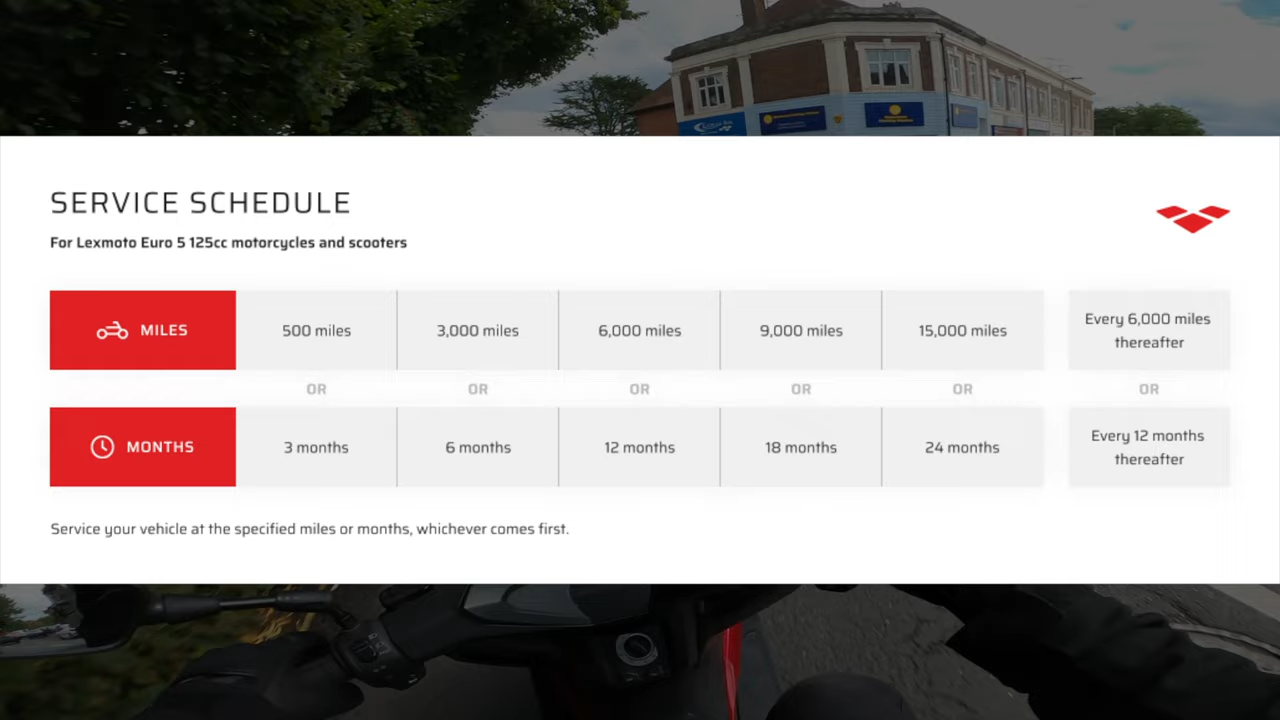 SERVICE SCHEDULE
For Lexmoto Euro 5 125cc motorcycles and scooters
MILES
500 miles
3,000 miles
6,000 miles
9,000 miles
15,000 miles
Every 6,000 miles
thereafter
OR
OR
OR
OR
OR
OR
MONTHS
3 months
6 months
12 months
18 months
24 months
Every 12 months
thereafter
Service your vehicle at the specified miles or months, whichever comes first.